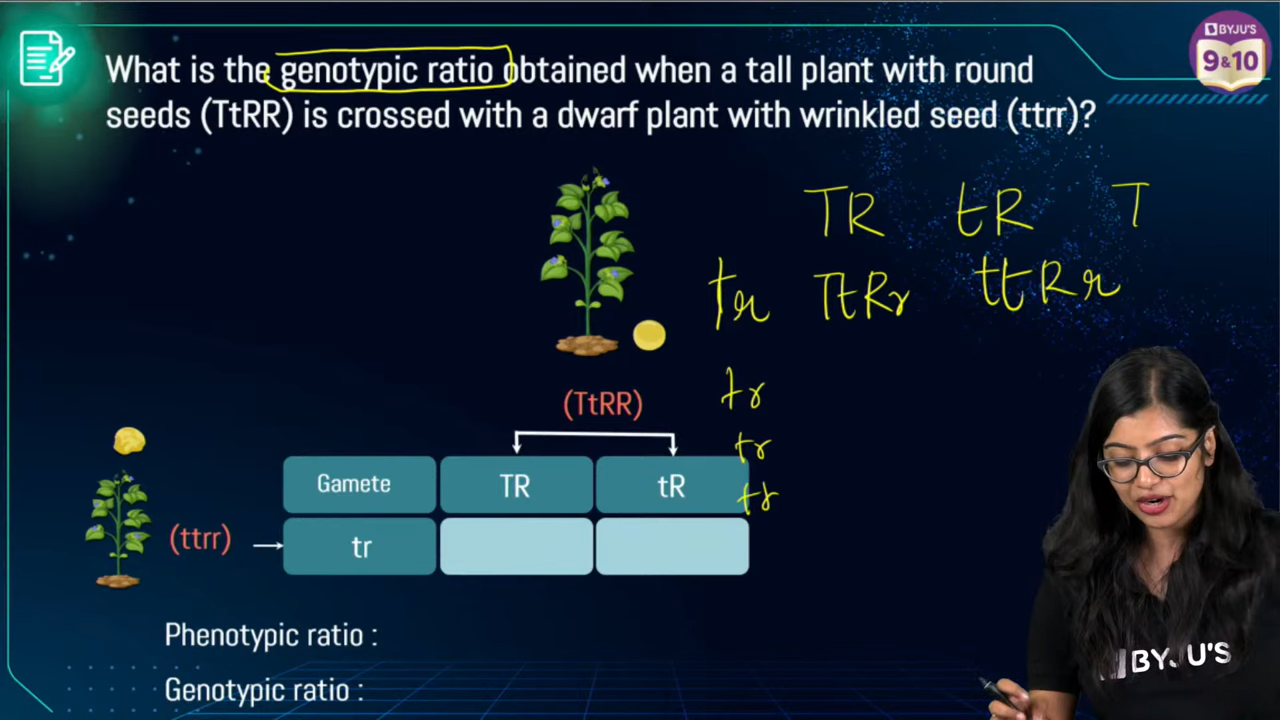 BYJU'S
9&10
What is the genotypic ratio obtained when a tall plant with round
seeds (TtRR) is crossed with a dwarf plant with wrinkled seed (ttrr)?
TR tR T
tr TtRr ttRr
tr
tr
tr
(TtRR)
Gamete TR tR
(ttrr) tr
Phenotypic ratio :
Genotypic ratio :
BYJU'S